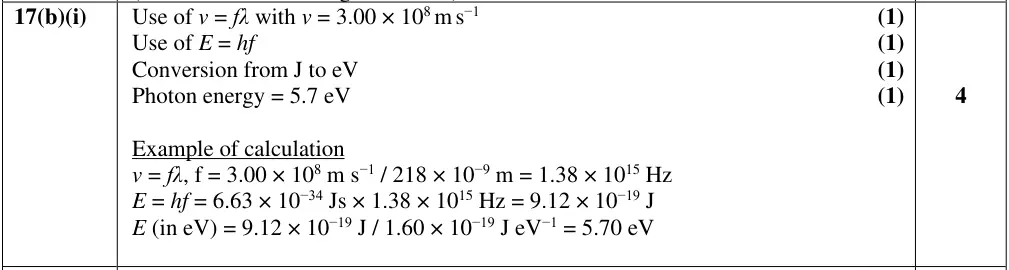 17(b)(i) Use of v = fλ with v = 3.00 × 10⁸ m s⁻¹ (1)
Use of E = hf (1)
Conversion from J to eV (1)
Photon energy = 5.7 eV (1) 4
Example of calculation
v = fλ, f = 3.00 × 10⁸ m s⁻¹ / 218 × 10⁻⁹ m = 1.38 × 10¹⁵ Hz
E = hf = 6.63 × 10⁻³⁴ Js × 1.38 × 10¹⁵ Hz = 9.12 × 10⁻¹⁹ J
E (in eV) = 9.12 × 10⁻¹⁹ J / 1.60 × 10⁻¹⁹ J eV⁻¹ = 5.70 eV